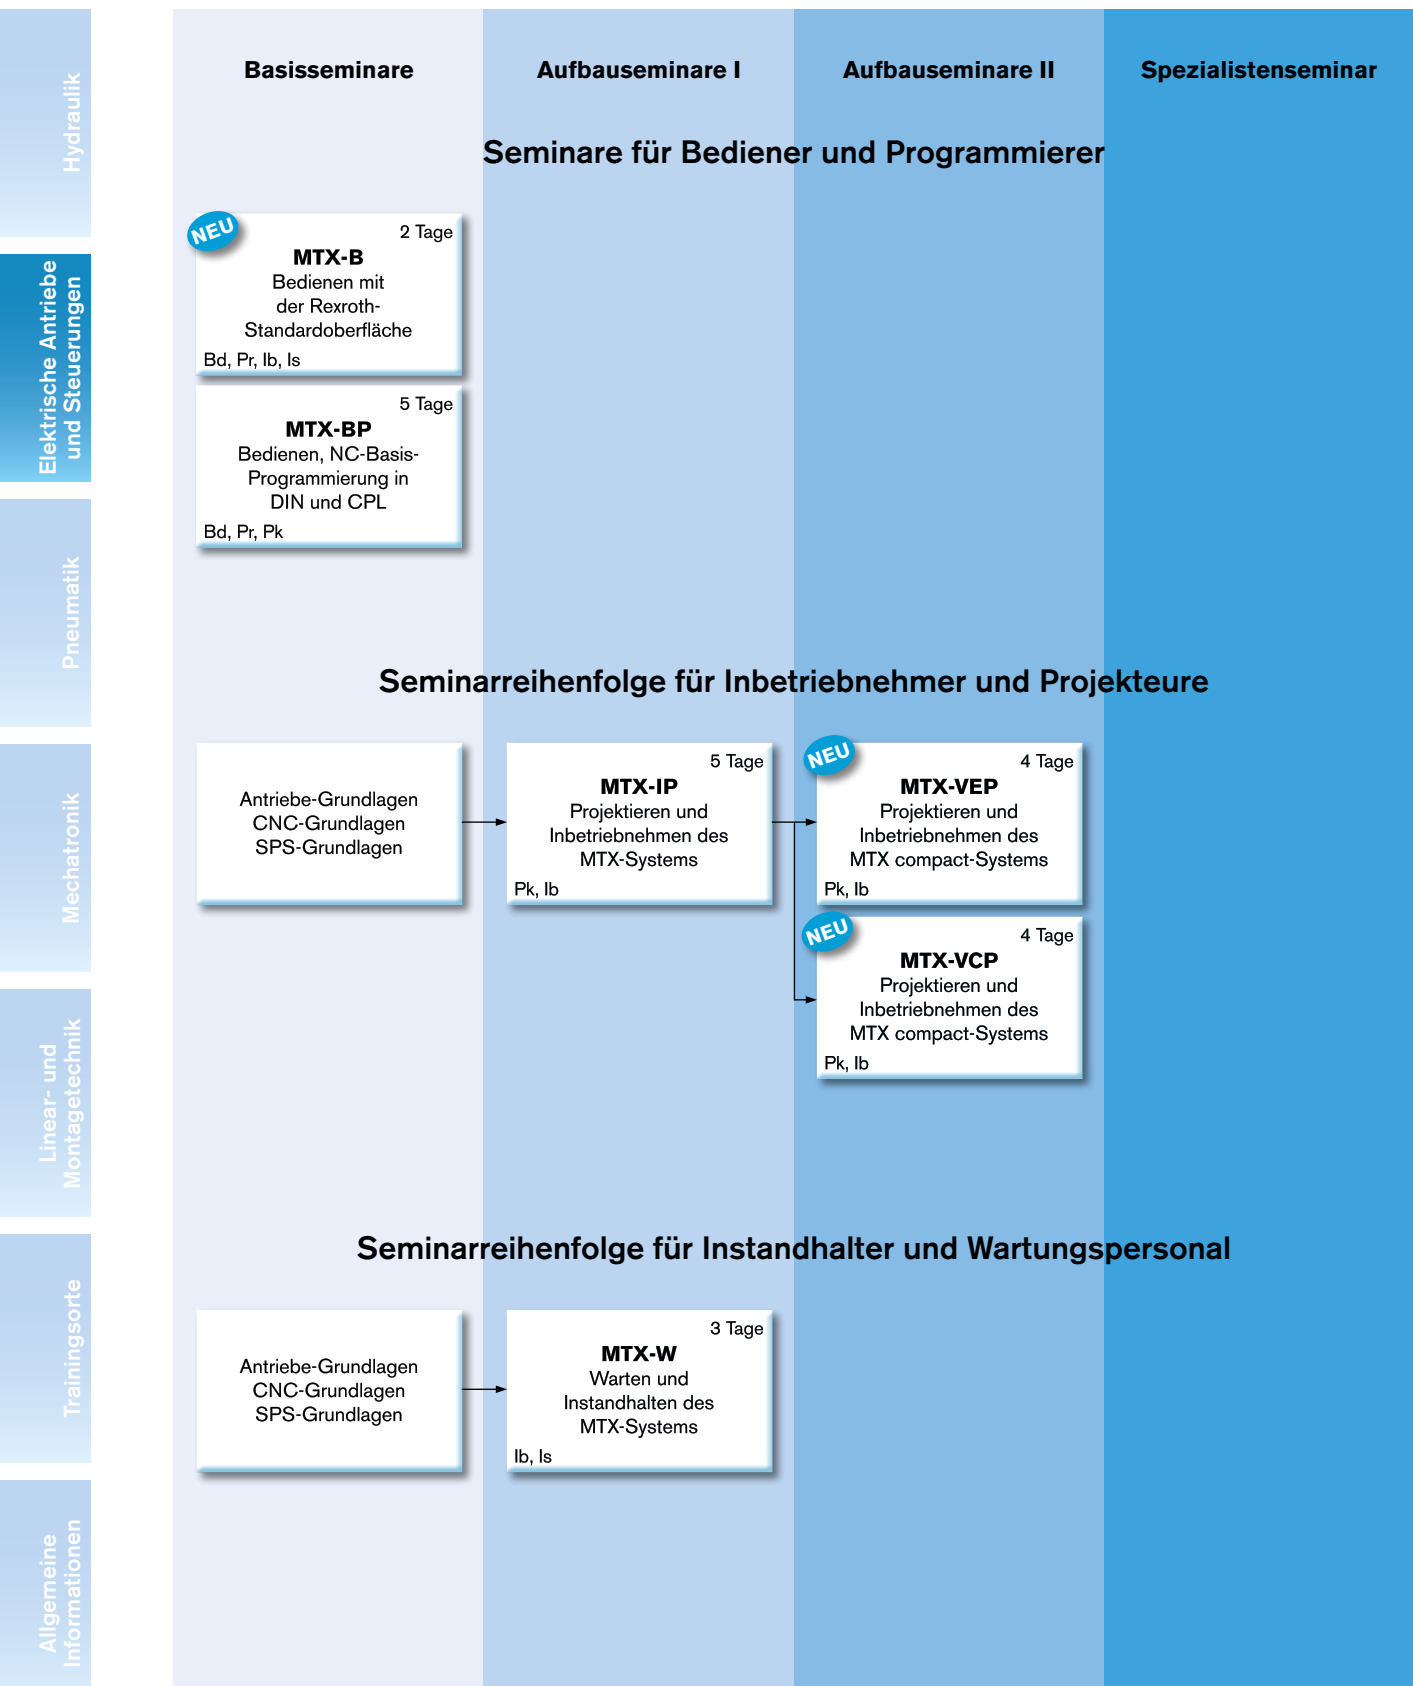 Basisseminare
Aufbauseminare I
Aufbauseminare II
Spezialistenseminar
Hydraulik
Elektrische Antriebe
und Steuerungen
Pneumatik
Mechatronik
Linear- und
Montagetechnik
Trainingsorte
Allgemeine
Informationen
Seminare für Bediener und Programmierer
NEU
2 Tage
MTX-B
Bedienen mit
der Rexroth-
Standardoberfläche
Bd, Pr, Ib, Is
5 Tage
MTX-BP
Bedienen, NC-Basis-
Programmierung in
DIN und CPL
Bd, Pr, Pk
Seminarreihenfolge für Inbetriebnehmer und Projekteure
Antriebe-Grundlagen
CNC-Grundlagen
SPS-Grundlagen
5 Tage
MTX-IP
Projektieren und
Inbetriebnehmen des
MTX-Systems
Pk, Ib
NEU
4 Tage
MTX-VEP
Projektieren und
Inbetriebnehmen des
MTX compact-Systems
Pk, Ib
NEU
4 Tage
MTX-VCP
Projektieren und
Inbetriebnehmen des
MTX compact-Systems
Pk, Ib
Seminarreihenfolge für Instandhalter und Wartungspersonal
Antriebe-Grundlagen
CNC-Grundlagen
SPS-Grundlagen
3 Tage
MTX-W
Warten und
Instandhalten des
MTX-Systems
Ib, Is